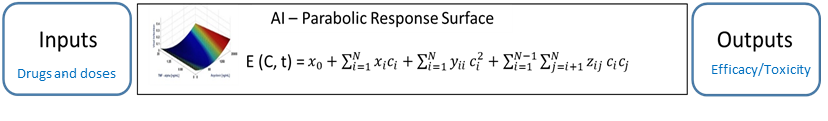 Inputs
Drugs and doses
AI – Parabolic Response Surface
E (C, t) = x₀ + ∑ᵢ₌₁ᴺ xᵢcᵢ + ∑ᵢ₌₁ᴺ yᵢᵢ cᵢ² + ∑ᵢ₌₁ᴺ⁻¹ ∑ⱼ₌ᵢ₊₁ᴺ zᵢⱼ cᵢcⱼ
Outputs
Efficacy/Toxicity